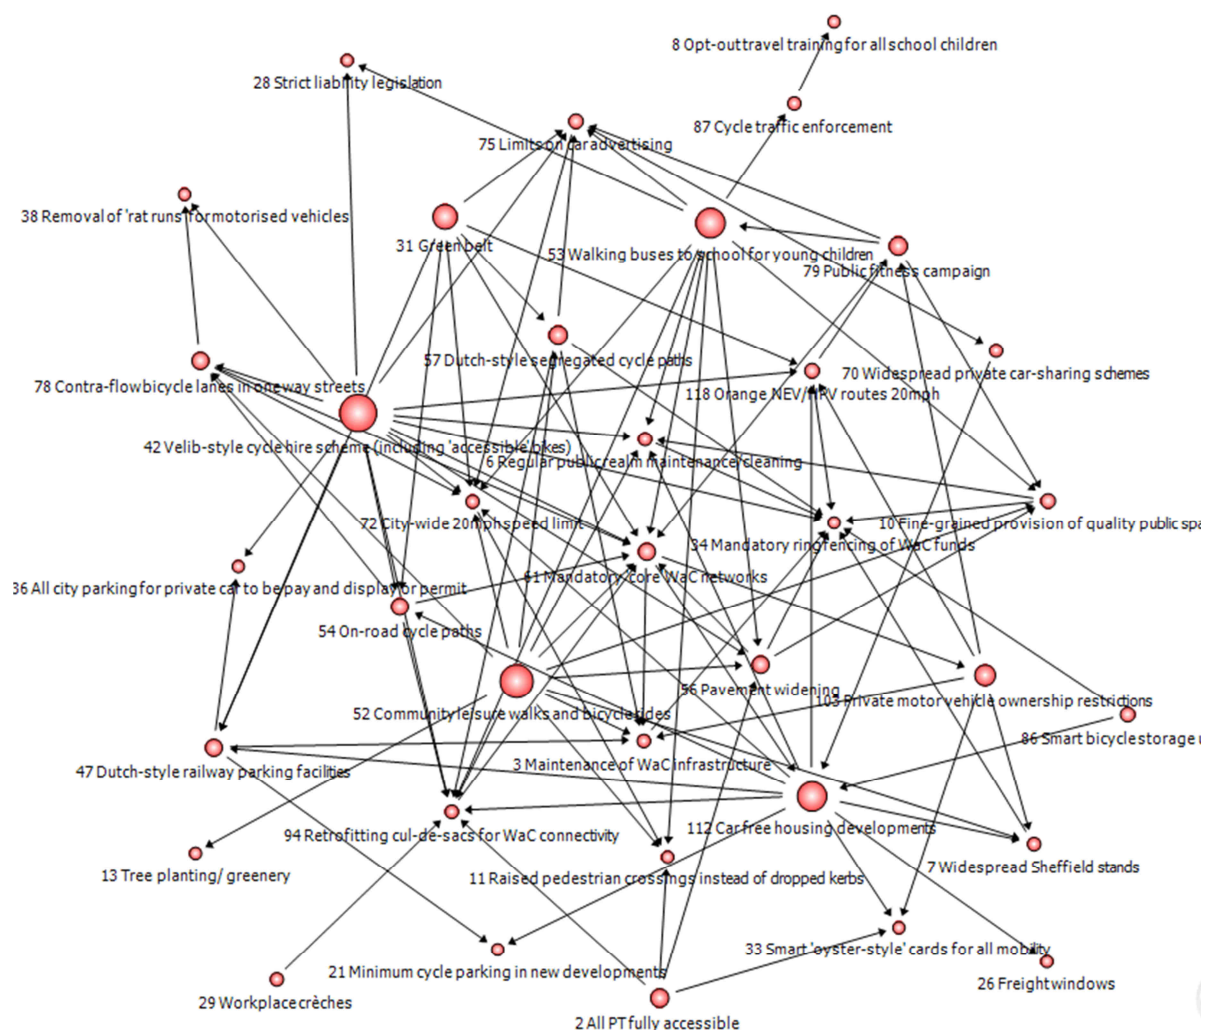 8 Opt-out travel training for all school children
28 Strict liability legislation
87 Cycle traffic enforcement
75 Limits on car advertising
38 Removal of 'rat runs' for motorised vehicles
31 Green belt
53 Walking buses to school for young children
79 Public fitness campaign
57 Dutch-style segregated cycle paths
70 Widespread private car-sharing schemes
78 Contra-flow bicycle lanes in one way streets
118 Orange NEV/HPV routes 20mph
42 Velib-style cycle hire scheme (including 'accessible' bikes)
6 Regular public realm maintenance/cleaning
72 City-wide 20mph speed limit
10 Fine-grained provision of quality public spa
34 Mandatory ring fencing of WaC funds
61 Mandatory core WaC networks
36 All city parking for private car to be pay and display or permit
54 On-road cycle paths
56 Pavement widening
103 Private motor vehicle ownership restrictions
52 Community leisure walks and bicycle rides
86 Smart bicycle storage u
47 Dutch-style railway parking facilities
3 Maintenance of WaC infrastructure
94 Retrofitting cul-de-sacs for WaC connectivity
112 Car free housing developments
7 Widespread Sheffield stands
13 Tree planting/ greenery
11 Raised pedestrian crossings instead of dropped kerbs
33 Smart 'oyster-style' cards for all mobility
21 Minimum cycle parking in new developments
26 Freight windows
29 Workplace crèches
2 All PT fully accessible